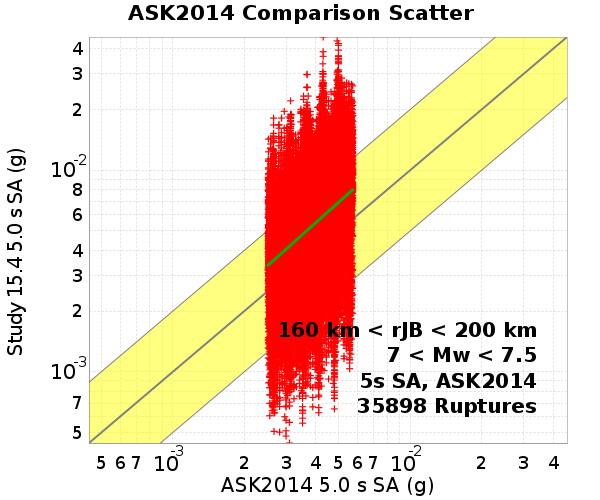 ASK2014 Comparison Scatter
Study 15.4 5.0 s SA (g)
4
3
2
10-2
8
6
4
3
2
10-3
7
5
160 km < rJB < 200 km
7 < Mw < 7.5
5s SA, ASK2014
35898 Ruptures
5 6 7 10-3 2 3 4 5 6 7 10-2 2 3 4
ASK2014 5.0 s SA (g)